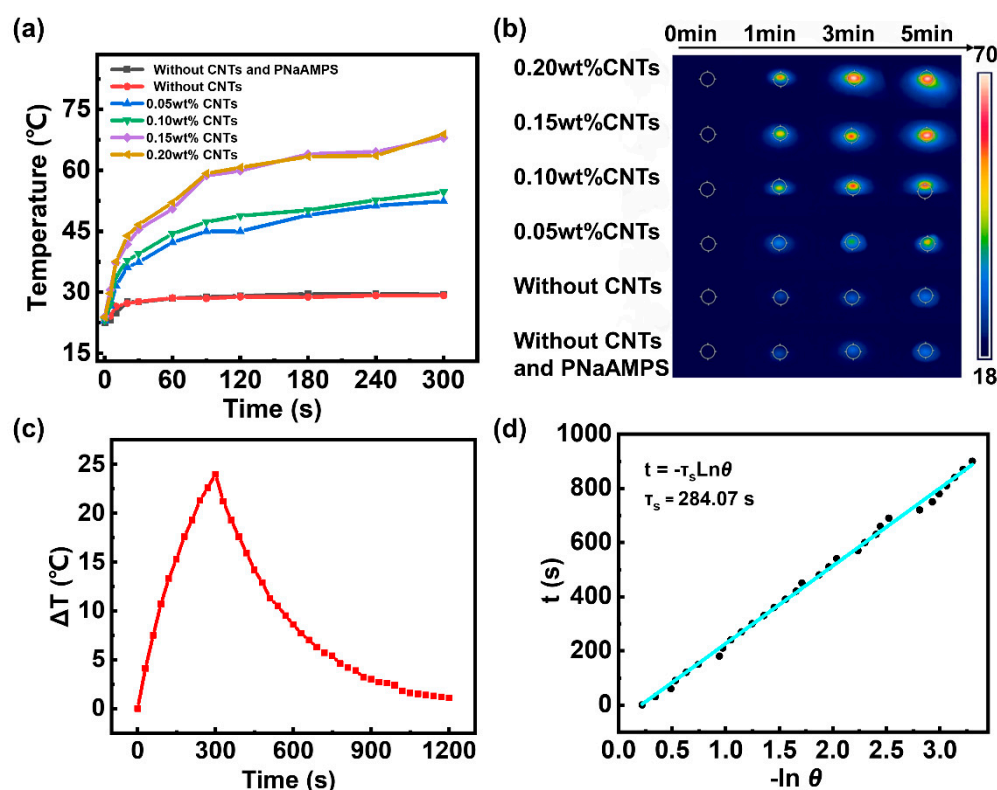 (a)
Without CNTs and PNaAMPS
Without CNTs
0.05wt% CNTs
0.10wt% CNTs
0.15wt% CNTs
0.20wt% CNTs
Temperature (℃)
75
60
45
30
15
0 60 120 180 240 300
Time (s)
(b)
0min 1min 3min 5min
70
0.20wt%CNTs
0.15wt%CNTs
0.10wt%CNTs
0.05wt%CNTs
Without CNTs
Without CNTs
and PNaAMPS
18
(c)
ΔT (℃)
25
20
15
10
5
0
0 300 600 900 1200
Time (s)
(d)
t = -τsLnθ
τs = 284.07 s
t (s)
1000
800
600
400
200
0
0.0 0.5 1.0 1.5 2.0 2.5 3.0
-ln θ